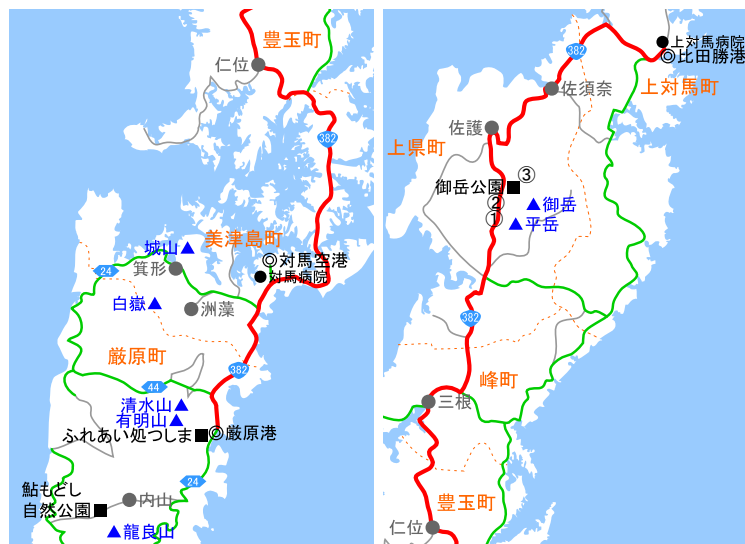 豊玉町
仁位
382
美津島町
城山
24
箕形
対馬空港
対馬病院
白嶽
洲藻
厳原町
382
44
清水山
有明山
ふれあい処つしま
厳原港
24
鮎もどし
自然公園
内山
龍良山
382
上対馬病院
比田勝港
佐須奈
上対馬町
佐護
上県町
③
御岳公園
②
御岳
①
平岳
382
峰町
三根
豊玉町
仁位